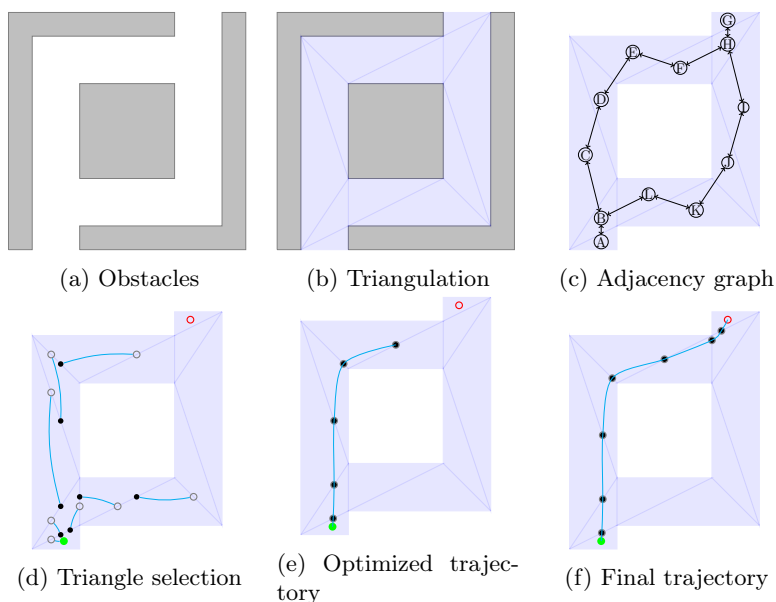 G
H
E
F
D
I
C
J
L
B
K
A
(a) Obstacles
(b) Triangulation
(c) Adjacency graph
(d) Triangle selection
(e) Optimized trajec-
tory
(f) Final trajectory